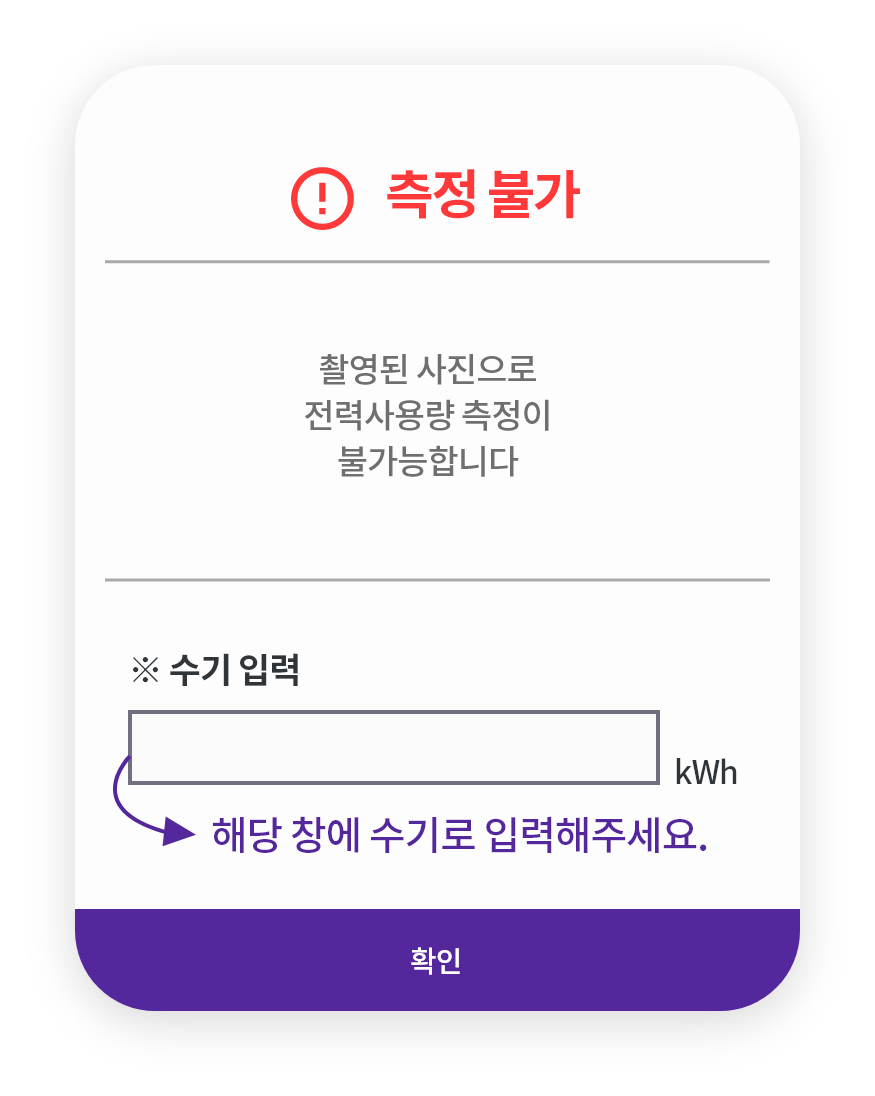 측정 불가
촬영된 사진으로
전력사용량 측정이
불가능합니다
※ 수기 입력
kWh
해당 창에 수기로 입력해주세요.
확인